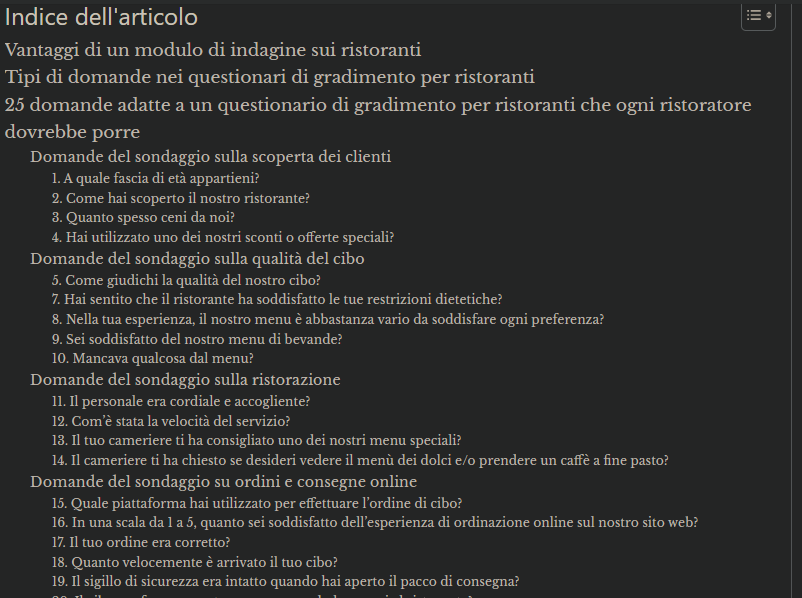 Indice dell'articolo
Vantaggi di un modulo di indagine sui ristoranti
Tipi di domande nei questionari di gradimento per ristoranti
25 domande adatte a un questionario di gradimento per ristoranti che ogni ristoratore
dovrebbe porre
Domande del sondaggio sulla scoperta dei clienti
1. A quale fascia di età appartieni?
2. Come hai scoperto il nostro ristorante?
3. Quanto spesso ceni da noi?
4. Hai utilizzato uno dei nostri sconti o offerte speciali?
Domande del sondaggio sulla qualità del cibo
5. Come giudichi la qualità del nostro cibo?
7. Hai sentito che il ristorante ha soddisfatto le tue restrizioni dietetiche?
8. Nella tua esperienza, il nostro menu è abbastanza vario da soddisfare ogni preferenza?
9. Sei soddisfatto del nostro menu di bevande?
10. Mancava qualcosa dal menu?
Domande del sondaggio sulla ristorazione
11. Il personale era cordiale e accogliente?
12. Com'è stata la velocità del servizio?
13. Il tuo cameriere ti ha consigliato uno dei nostri menu speciali?
14. Il cameriere ti ha chiesto se desideri vedere il menù dei dolci e/o prendere un caffè a fine pasto?
Domande del sondaggio su ordini e consegne online
15. Quale piattaforma hai utilizzato per effettuare l'ordine di cibo?
16. In una scala da 1 a 5, quanto sei soddisfatto dell'esperienza di ordinazione online sul nostro sito web?
17. Il tuo ordine era corretto?
18. Quanto velocemente è arrivato il tuo cibo?
19. Il sigillo di sicurezza era intatto quando hai aperto il pacco di consegna?